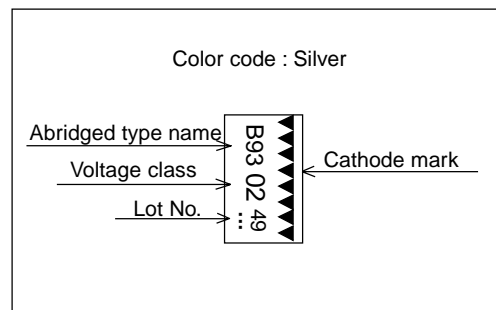 Color code : Silver
Abridged type name
Voltage class
Lot No.
B93
02
49
...
Cathode mark